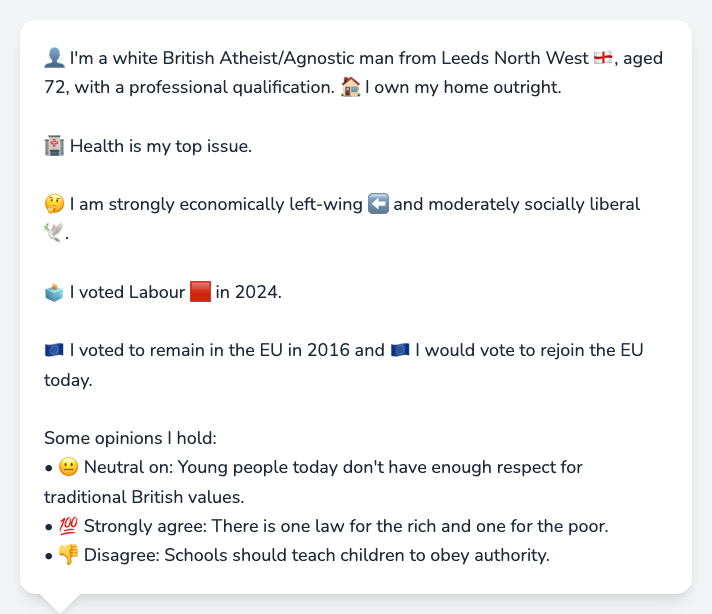 👤 I'm a white British Atheist/Agnostic man from Leeds North West 🏴󠁧󠁢󠁥󠁮󠁧󠁿, aged
72, with a professional qualification. 🏠 I own my home outright.
🏥 Health is my top issue.
🤔 I am strongly economically left-wing ⬅️ and moderately socially liberal
🕊️.
🗳️ I voted Labour 🟥 in 2024.
🇪🇺 I voted to remain in the EU in 2016 and 🇪🇺 I would vote to rejoin the EU
today.
Some opinions I hold:
• 😐 Neutral on: Young people today don't have enough respect for
traditional British values.
• 💯 Strongly agree: There is one law for the rich and one for the poor.
• 👎 Disagree: Schools should teach children to obey authority.